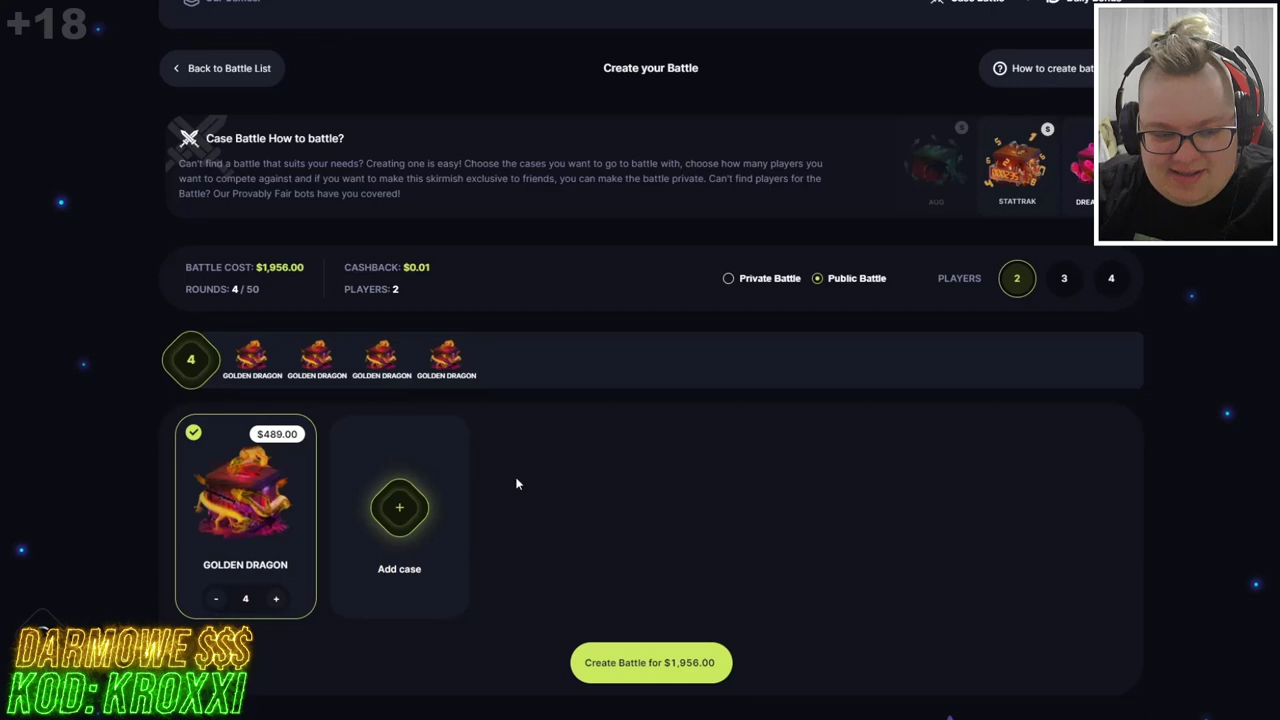 +18
Back to Battle List
Create your Battle
How to create bat
Case Battle How to battle?
Can't find a battle that suits your needs? Creating one is easy! Choose the cases you want to go to battle with, choose how many players you
want to compete against and if you want to make this skirmish exclusive to friends, you can make the battle private. Can't find players for the
Battle? Our Provably Fair bots have you covered!
$
$
AUG
STATTRAK
DREA
BATTLE COST: $1,956.00
CASHBACK: $0.01
ROUNDS: 4 / 50
PLAYERS: 2
Private Battle
Public Battle
PLAYERS
2
3
4
4
GOLDEN DRAGON
GOLDEN DRAGON
GOLDEN DRAGON
GOLDEN DRAGON
$489.00
GOLDEN DRAGON
- 4 +
+
Add case
Create Battle for $1,956.00
DARMOWE $$$
KOD: KROXXI